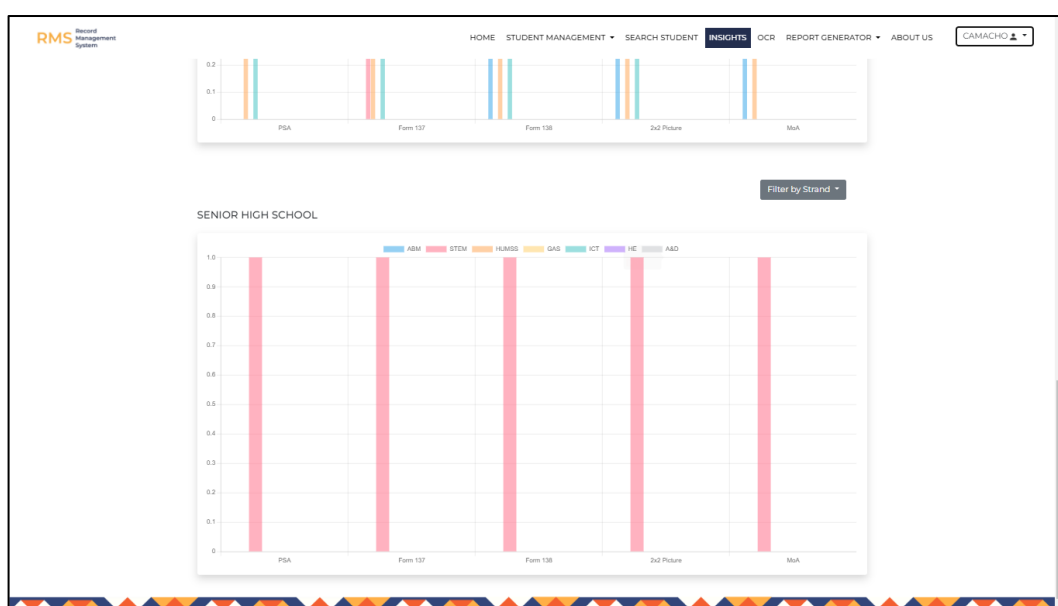 RMS Record Management System
HOME STUDENT MANAGEMENT SEARCH STUDENT INSIGHTS OCR REPORT GENERATOR ABOUT US CAMACHO
0.2
0.1
0
PSA Form 137 Form 138 2x2 Picture MoA
Filter by Strand
SENIOR HIGH SCHOOL
ABM STEM HUMSS GAS ICT HE A&D
1.0
0.9
0.8
0.7
0.6
0.5
0.4
0.3
0.2
0.1
0
PSA Form 137 Form 138 2x2 Picture MoA